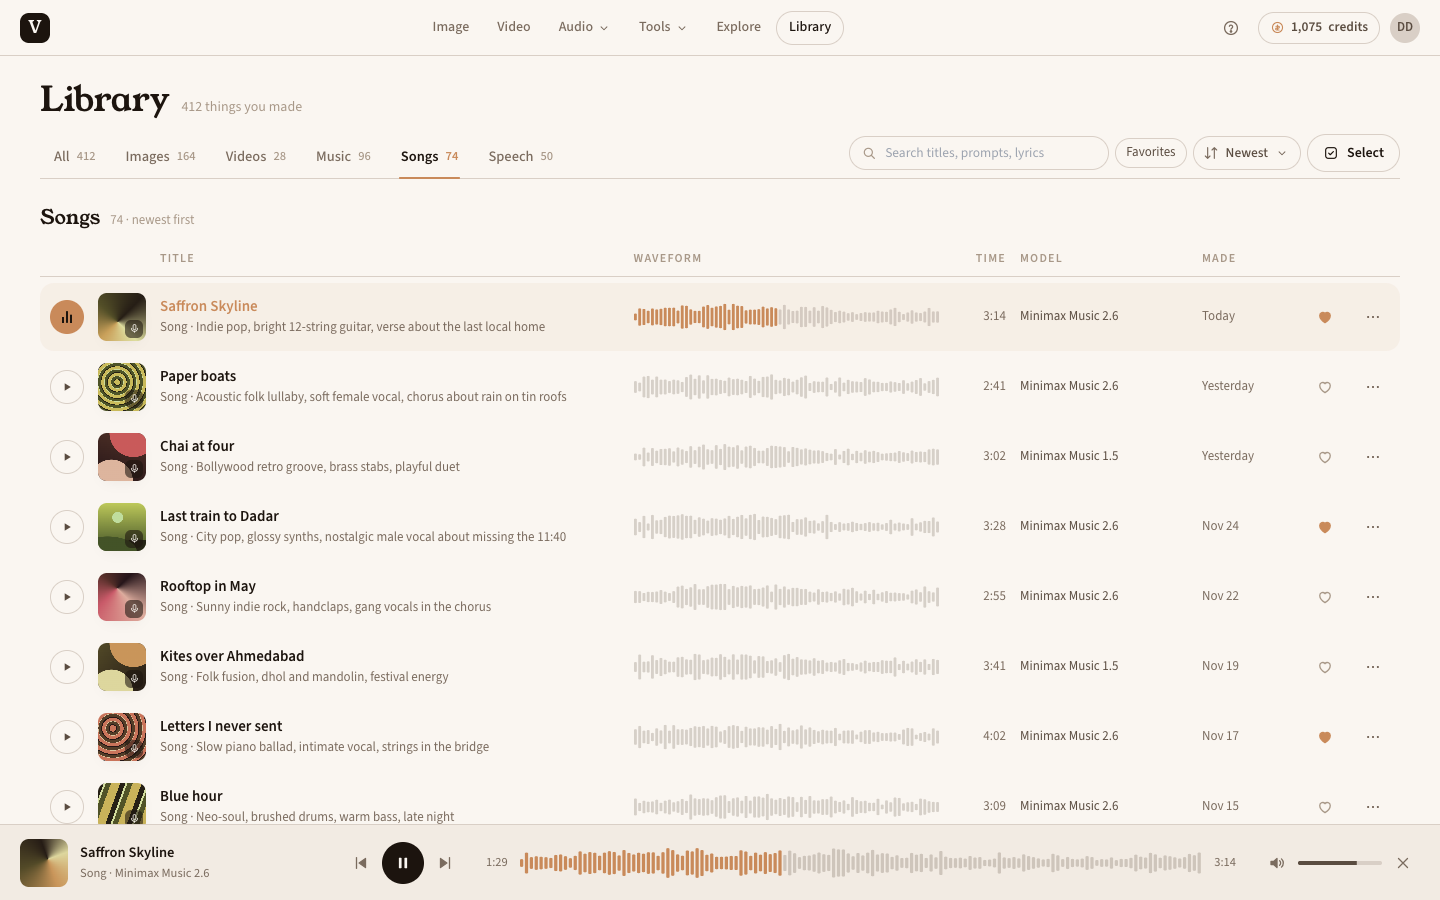 V
Image Video Audio Tools Explore Library
1,075 credits DD
Library 412 things you made
All 412 Images 164 Videos 28 Music 96 Songs 74 Speech 50
Search titles, prompts, lyrics Favorites Newest Select
Songs 74 · newest first
TITLE WAVEFORM TIME MODEL MADE
Saffron Skyline
Song · Indie pop, bright 12-string guitar, verse about the last local home
3:14 Minimax Music 2.6 Today
Paper boats
Song · Acoustic folk lullaby, soft female vocal, chorus about rain on tin roofs
2:41 Minimax Music 2.6 Yesterday
Chai at four
Song · Bollywood retro groove, brass stabs, playful duet
3:02 Minimax Music 1.5 Yesterday
Last train to Dadar
Song · City pop, glossy synths, nostalgic male vocal about missing the 11:40
3:28 Minimax Music 2.6 Nov 24
Rooftop in May
Song · Sunny indie rock, handclaps, gang vocals in the chorus
2:55 Minimax Music 2.6 Nov 22
Kites over Ahmedabad
Song · Folk fusion, dhol and mandolin, festival energy
3:41 Minimax Music 1.5 Nov 19
Letters I never sent
Song · Slow piano ballad, intimate vocal, strings in the bridge
4:02 Minimax Music 2.6 Nov 17
Blue hour
Song · Neo-soul, brushed drums, warm bass, late night
3:09 Minimax Music 2.6 Nov 15
Saffron Skyline
Song · Minimax Music 2.6
1:29 3:14